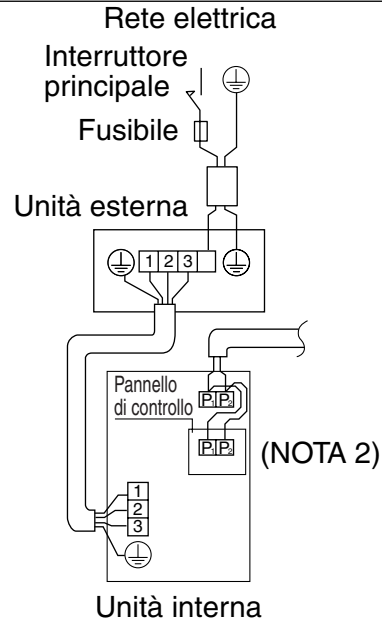 Rete elettrica
Interruttore
principale
Fusibile
Unità esterna
1 2 3
Pannello
di controllo
P1 P2
P1 P2
(NOTA 2)
1
2
3
Unità interna